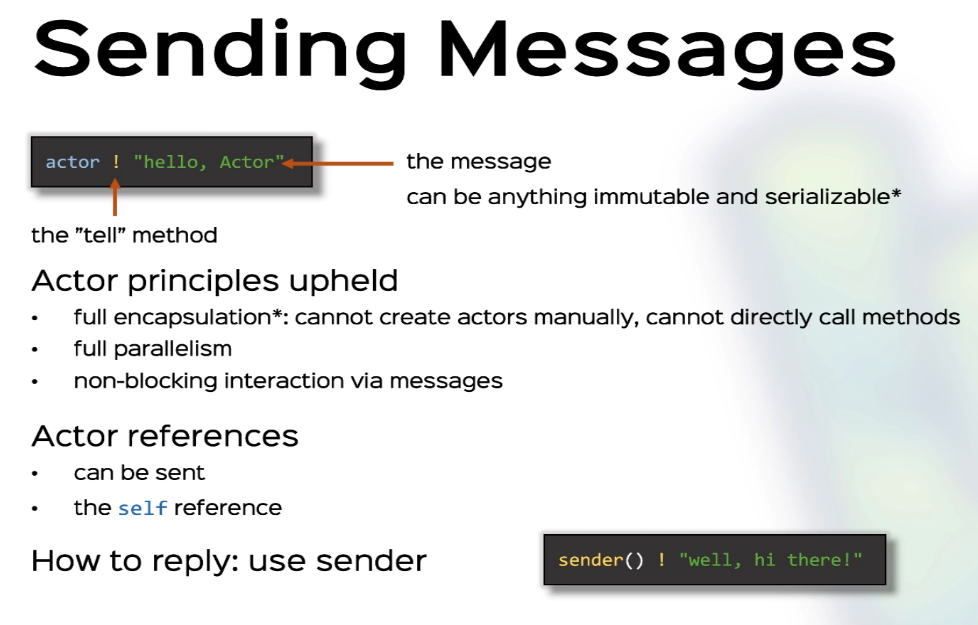 Sending Messages
actor ! "hello, Actor"
the message
can be anything immutable and serializable*
the ”tell” method
Actor principles upheld
• full encapsulation*: cannot create actors manually, cannot directly call methods
• full parallelism
• non-blocking interaction via messages
Actor references
• can be sent
• the self reference
How to reply: use sender
sender() ! "well, hi there!"